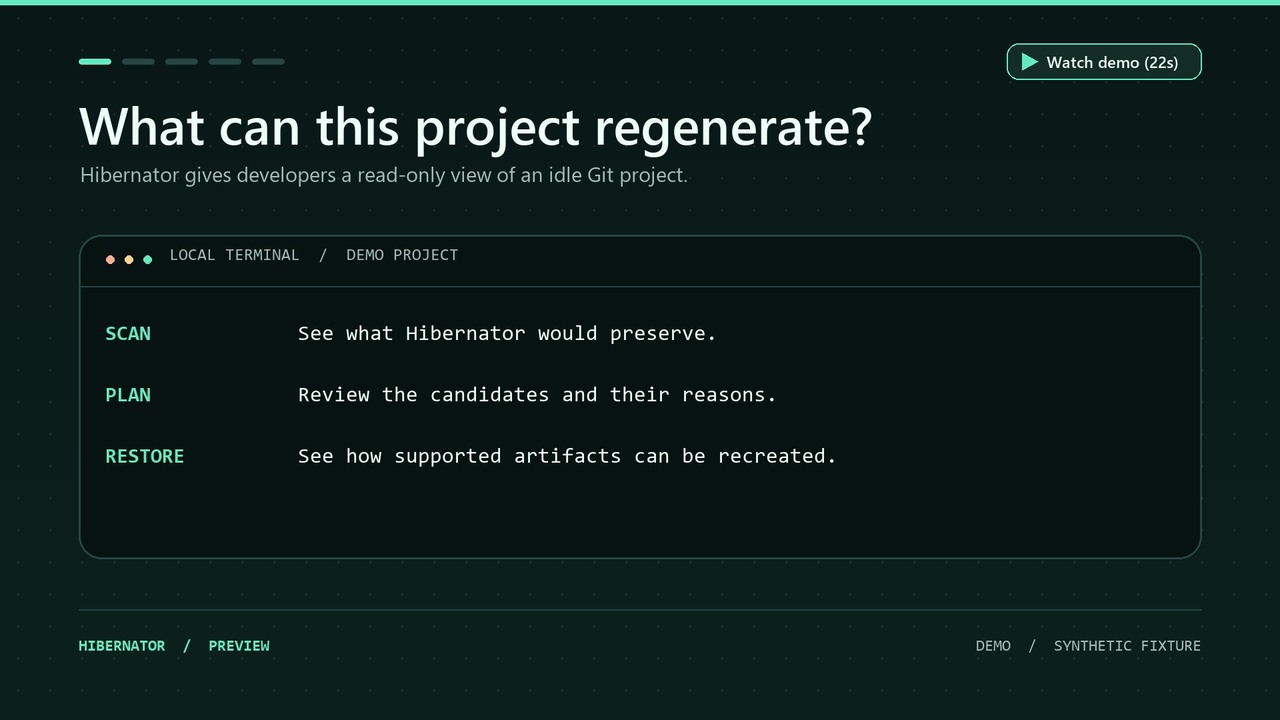 Watch demo (22s)
What can this project regenerate?
Hibernator gives developers a read-only view of an idle Git project.
LOCAL TERMINAL / DEMO PROJECT
SCAN See what Hibernator would preserve.
PLAN Review the candidates and their reasons.
RESTORE See how supported artifacts can be recreated.
HIBERNATOR / PREVIEW DEMO / SYNTHETIC FIXTURE